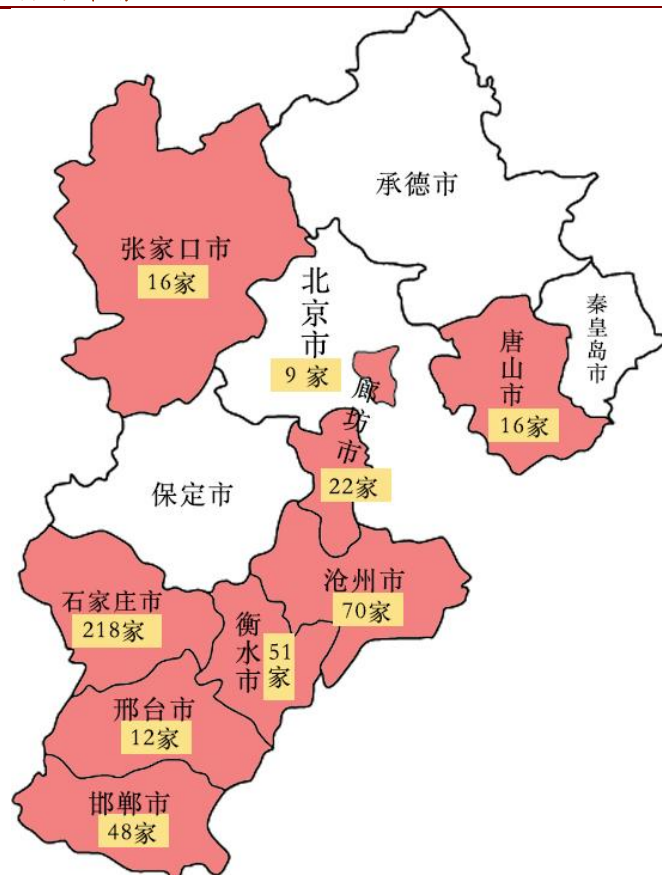 承德市
张家口市
16家
北京市
9 家
秦皇岛市
唐山市
16家
廊坊市
22家
保定市
沧州市
70家
石家庄市
218家
衡水市
51家
邢台市
12家
邯郸市
48家